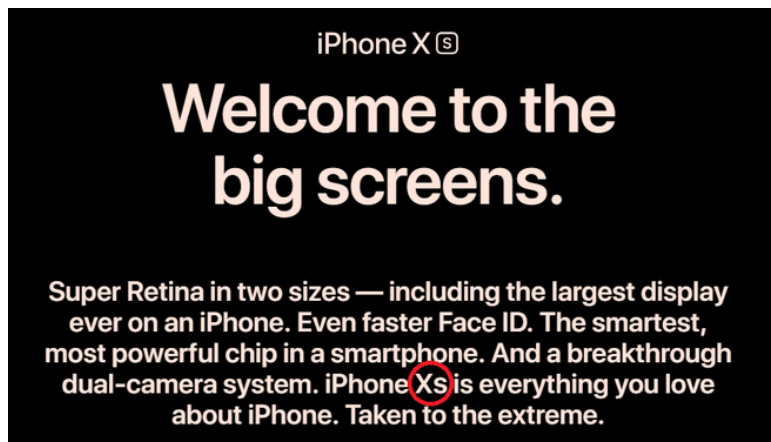 iPhone X🅂
Welcome to the
big screens.
Super Retina in two sizes — including the largest display
ever on an iPhone. Even faster Face ID. The smartest,
most powerful chip in a smartphone. And a breakthrough
dual-camera system. iPhone Xs is everything you love
about iPhone. Taken to the extreme.